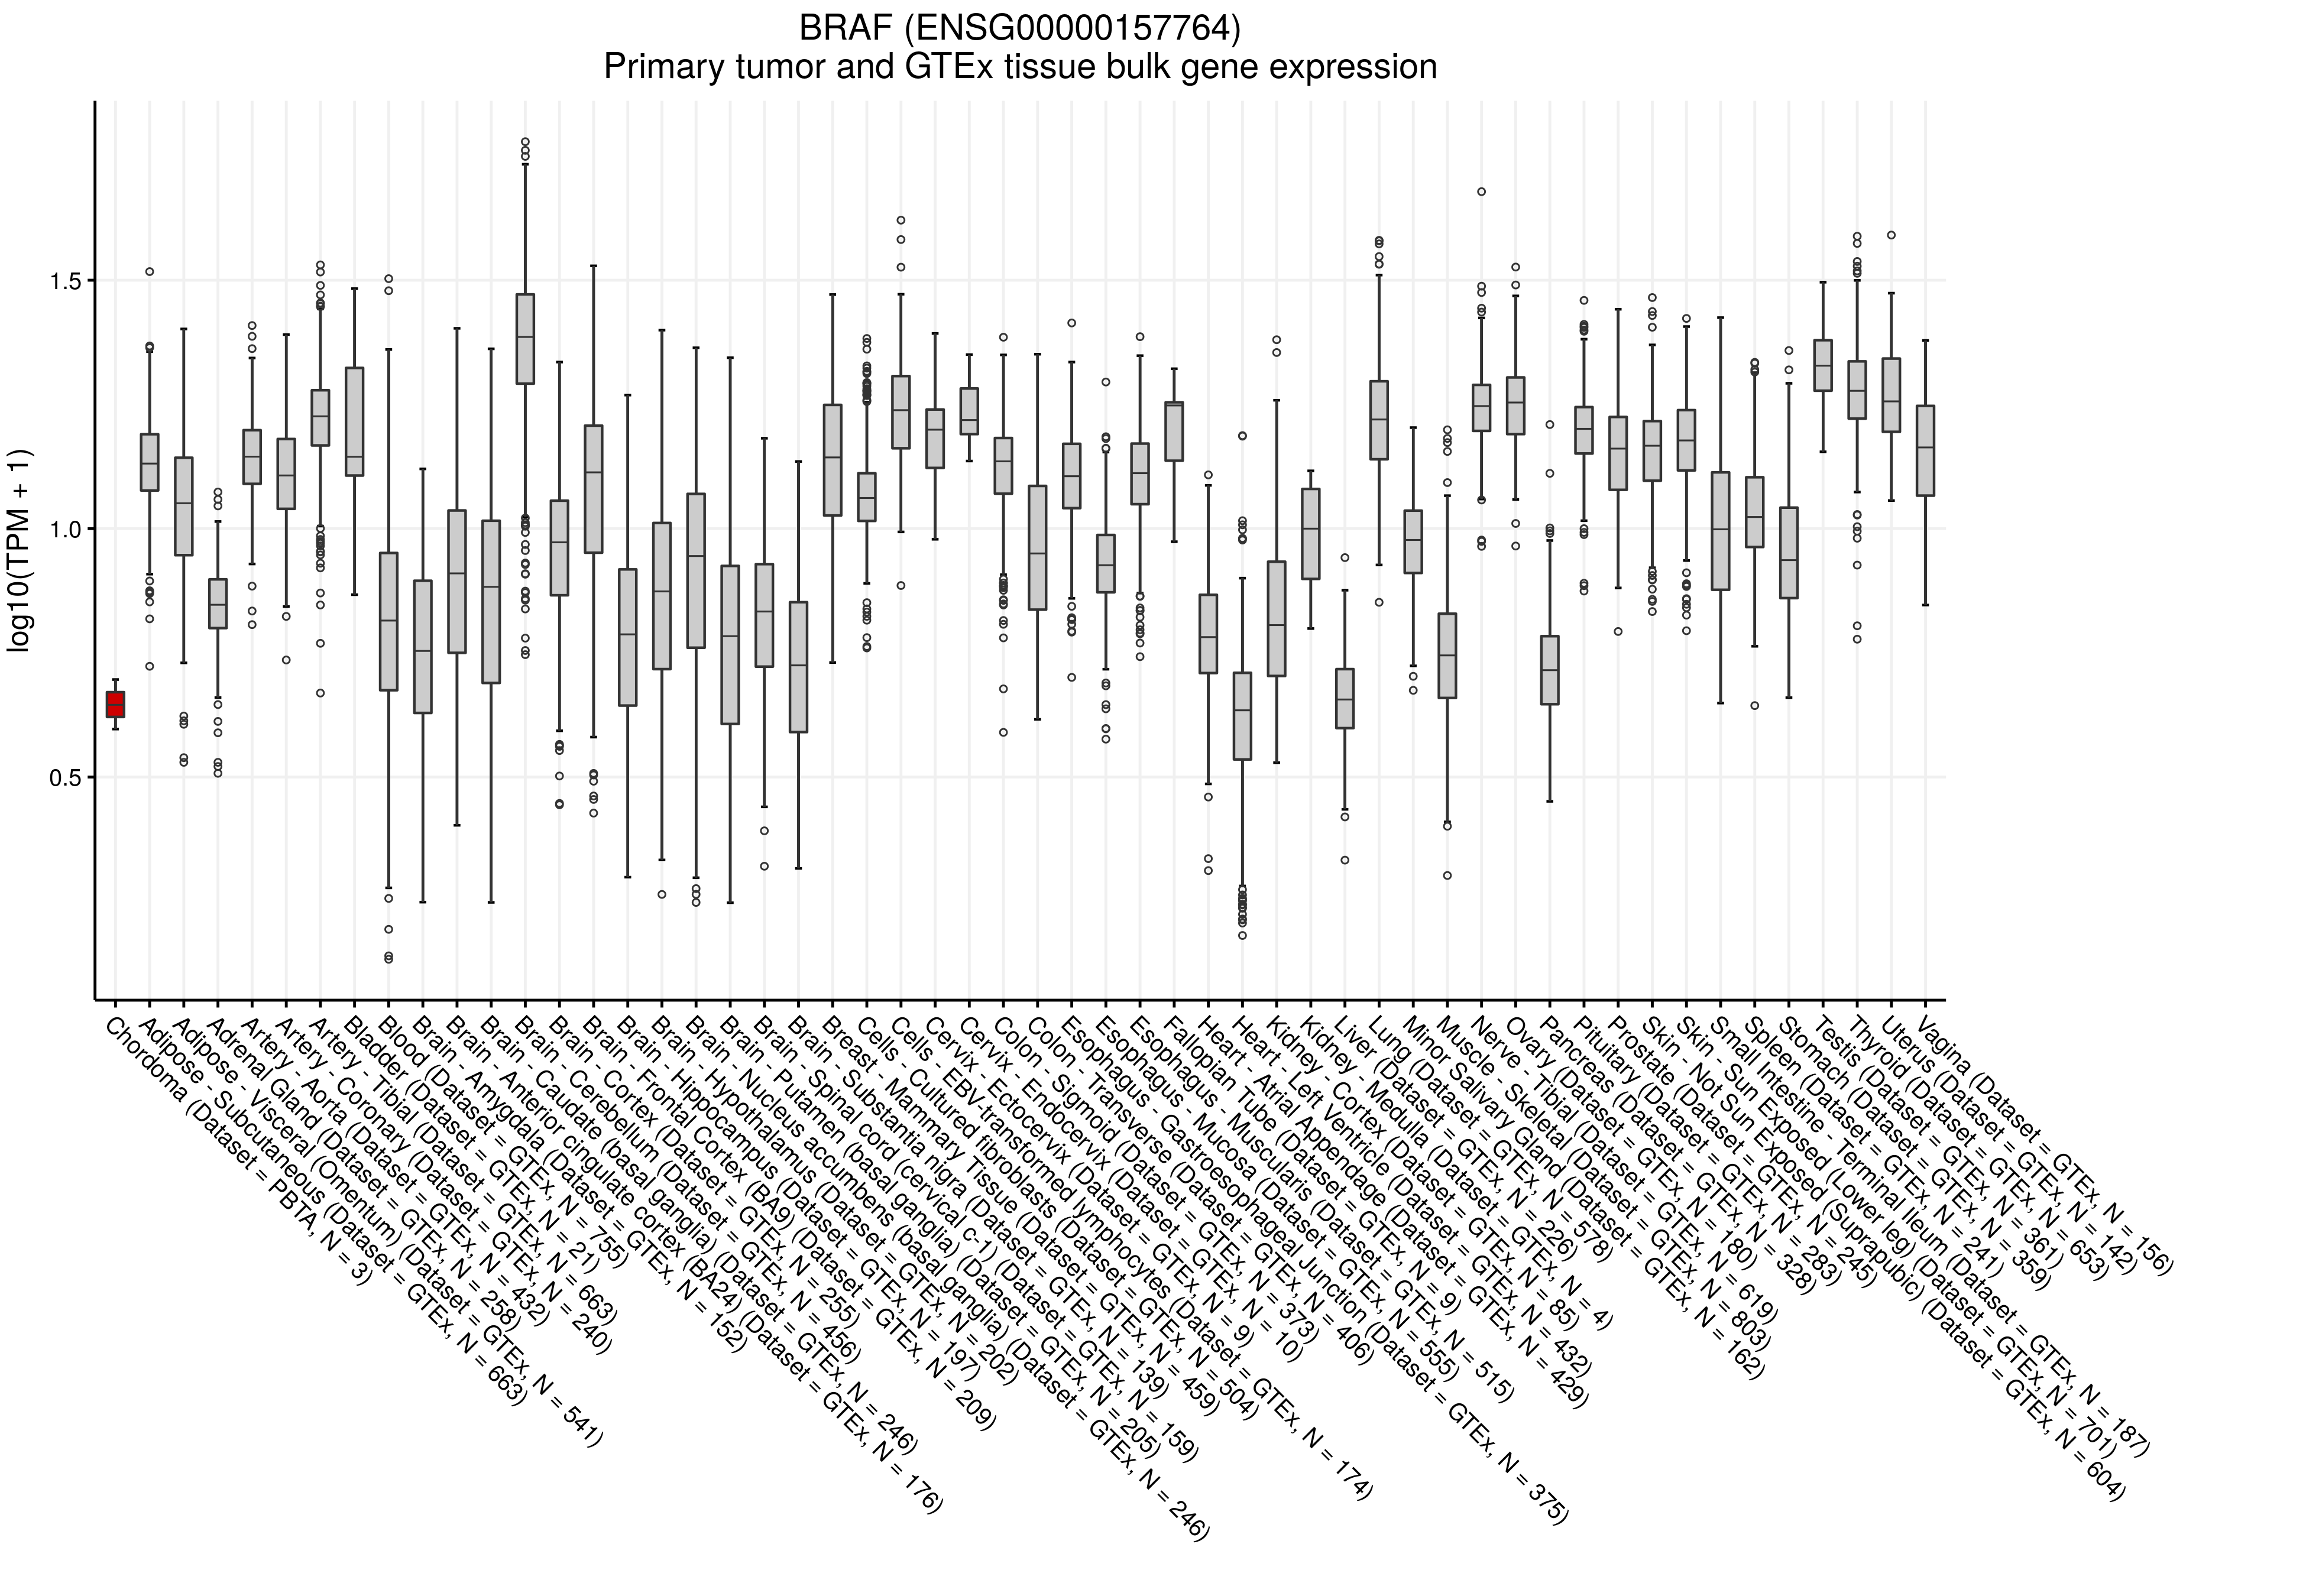 BRAF (ENSG00000157764)
Primary tumor and GTEx tissue bulk gene expression
log10(TPM + 1)
1.5
1.0
0.5
Chordoma (Dataset = PBTA, N = 3)
Adipose - Subcutaneous (Dataset = GTEx, N = 663)
Adipose - Visceral (Omentum) (Dataset = GTEx, N = 541)
Adrenal Gland (Dataset = GTEx, N = 258)
Artery - Aorta (Dataset = GTEx, N = 432)
Artery - Coronary (Dataset = GTEx, N = 240)
Artery - Tibial (Dataset = GTEx, N = 663)
Bladder (Dataset = GTEx, N = 21)
Blood (Dataset = GTEx, N = 755)
Brain - Amygdala (Dataset = GTEx, N = 152)
Brain - Anterior cingulate cortex (BA24) (Dataset = GTEx, N = 176)
Brain - Caudate (basal ganglia) (Dataset = GTEx, N = 246)
Brain - Cerebellum (Dataset = GTEx, N = 456)
Brain - Cortex (Dataset = GTEx, N = 255)
Brain - Frontal Cortex (BA9) (Dataset = GTEx, N = 209)
Brain - Hippocampus (Dataset = GTEx, N = 197)
Brain - Hypothalamus (Dataset = GTEx, N = 202)
Brain - Nucleus accumbens (basal ganglia) (Dataset = GTEx, N = 246)
Brain - Putamen (basal ganglia) (Dataset = GTEx, N = 205)
Brain - Spinal cord (cervical c-1) (Dataset = GTEx, N = 159)
Brain - Substantia nigra (Dataset = GTEx, N = 139)
Breast - Mammary Tissue (Dataset = GTEx, N = 459)
Cells - Cultured fibroblasts (Dataset = GTEx, N = 504)
Cells - EBV-transformed lymphocytes (Dataset = GTEx, N = 174)
Cervix - Ectocervix (Dataset = GTEx, N = 9)
Cervix - Endocervix (Dataset = GTEx, N = 10)
Colon - Sigmoid (Dataset = GTEx, N = 373)
Colon - Transverse (Dataset = GTEx, N = 406)
Esophagus - Gastroesophageal Junction (Dataset = GTEx, N = 375)
Esophagus - Mucosa (Dataset = GTEx, N = 555)
Esophagus - Muscularis (Dataset = GTEx, N = 515)
Fallopian Tube (Dataset = GTEx, N = 9)
Heart - Atrial Appendage (Dataset = GTEx, N = 429)
Heart - Left Ventricle (Dataset = GTEx, N = 432)
Kidney - Cortex (Dataset = GTEx, N = 85)
Kidney - Medulla (Dataset = GTEx, N = 4)
Liver (Dataset = GTEx, N = 226)
Lung (Dataset = GTEx, N = 578)
Minor Salivary Gland (Dataset = GTEx, N = 162)
Muscle - Skeletal (Dataset = GTEx, N = 803)
Nerve - Tibial (Dataset = GTEx, N = 619)
Ovary (Dataset = GTEx, N = 180)
Pancreas (Dataset = GTEx, N = 328)
Pituitary (Dataset = GTEx, N = 283)
Prostate (Dataset = GTEx, N = 245)
Skin - Not Sun Exposed (Suprapubic) (Dataset = GTEx, N = 604)
Skin - Sun Exposed (Lower leg) (Dataset = GTEx, N = 701)
Small Intestine - Terminal Ileum (Dataset = GTEx, N = 187)
Spleen (Dataset = GTEx, N = 241)
Stomach (Dataset = GTEx, N = 359)
Testis (Dataset = GTEx, N = 361)
Thyroid (Dataset = GTEx, N = 653)
Uterus (Dataset = GTEx, N = 142)
Vagina (Dataset = GTEx, N = 156)